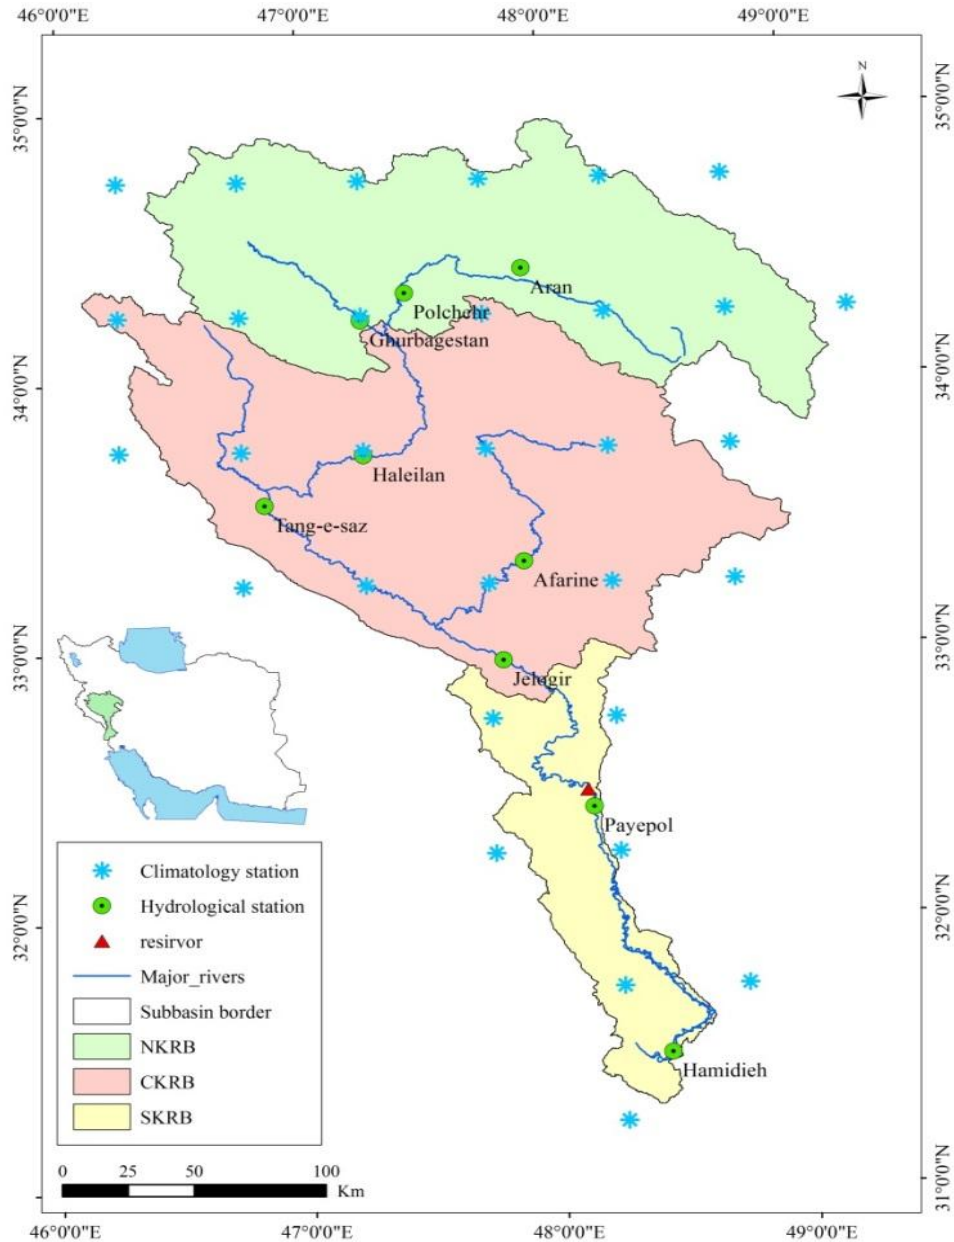 46°0'0"E 47°0'0"E 48°0'0"E 49°0'0"E
N
35°0'0"N
35°0'0"N
Aran
Polchehr
Ghurbagestan
34°0'0"N
34°0'0"N
Haleilan
Tang-e-saz
Afarine
33°0'0"N
33°0'0"N
Jelogir
Payepol
Climatology station
Hydrological station
32°0'0"N
32°0'0"N
resirvor
Major_rivers
Subbasin border
NKRB
CKRB
Hamidieh
SKRB
31°0'0"N
0 25 50 100
Km
46°0'0"E 47°0'0"E 48°0'0"E 49°0'0"E